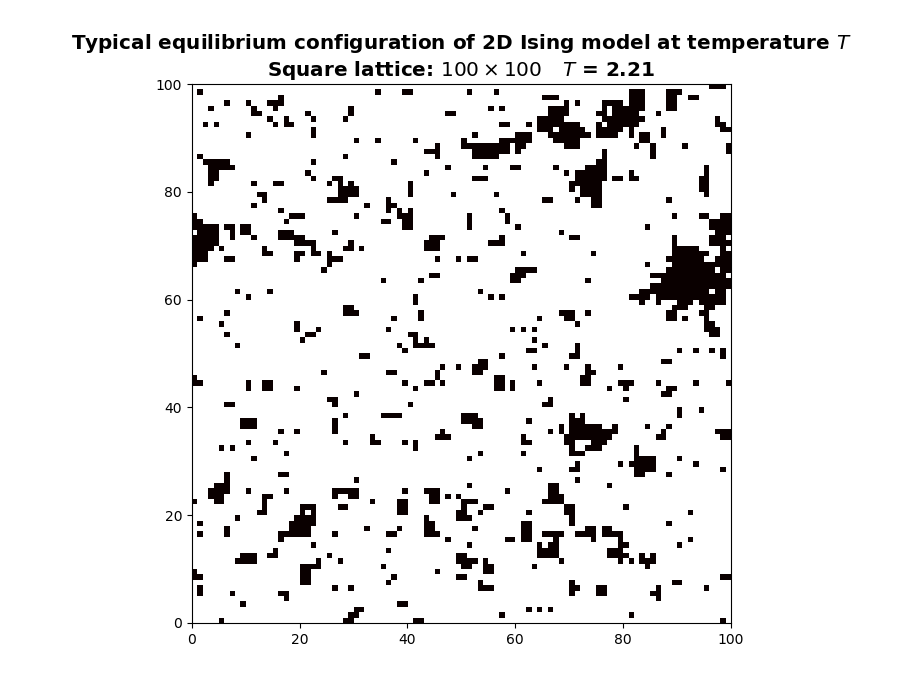 Typical equilibrium configuration of 2D Ising model at temperature T
Square lattice: 100 × 100 T = 2.21
100
80
60
40
20
0
0 20 40 60 80 100